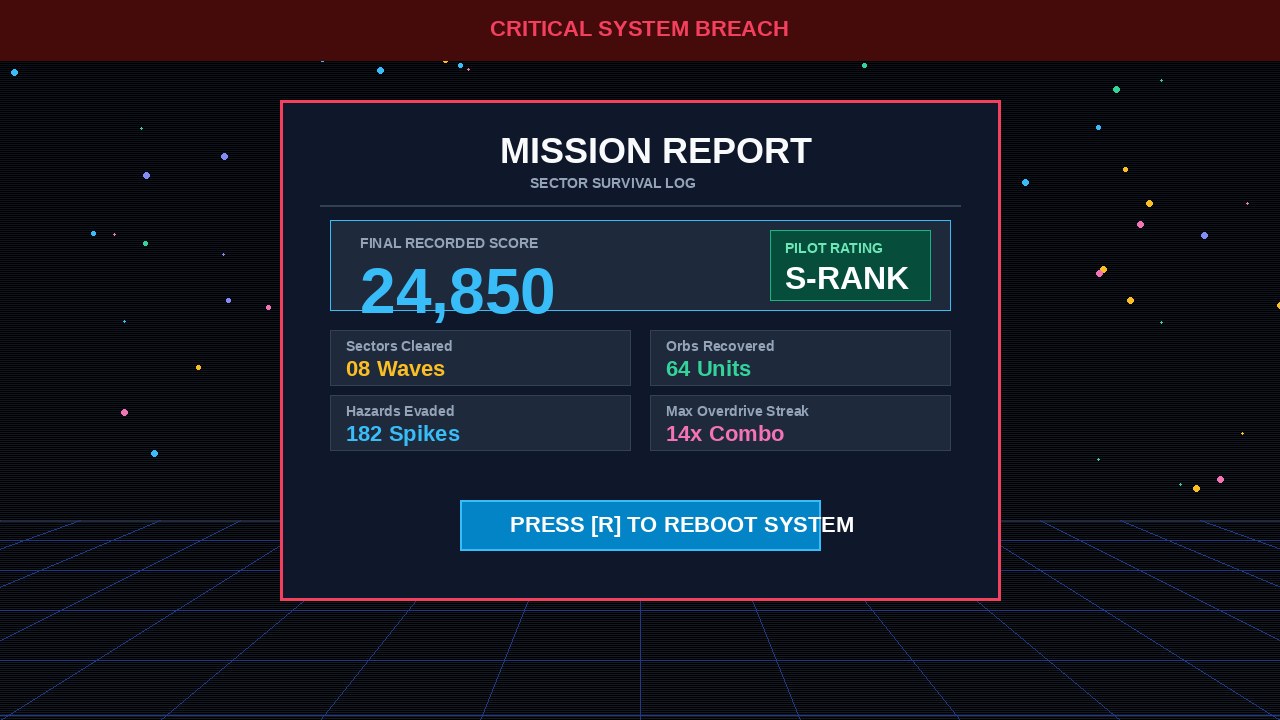 CRITICAL SYSTEM BREACH
MISSION REPORT
SECTOR SURVIVAL LOG
FINAL RECORDED SCORE
24,850
PILOT RATING
S-RANK
Sectors Cleared
08 Waves
Orbs Recovered
64 Units
Hazards Evaded
182 Spikes
Max Overdrive Streak
14x Combo
PRESS [R] TO REBOOT SYSTEM